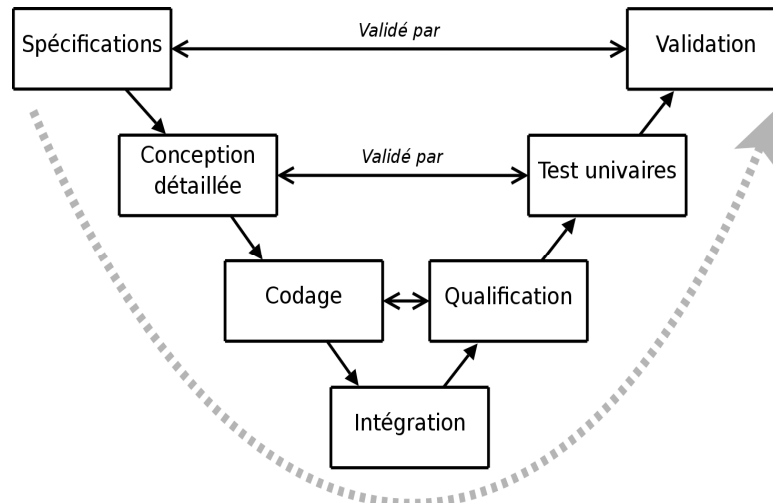 Spécifications
Validé par
Validation
Conception
détaillée
Validé par
Test univaires
Codage
Qualification
Intégration